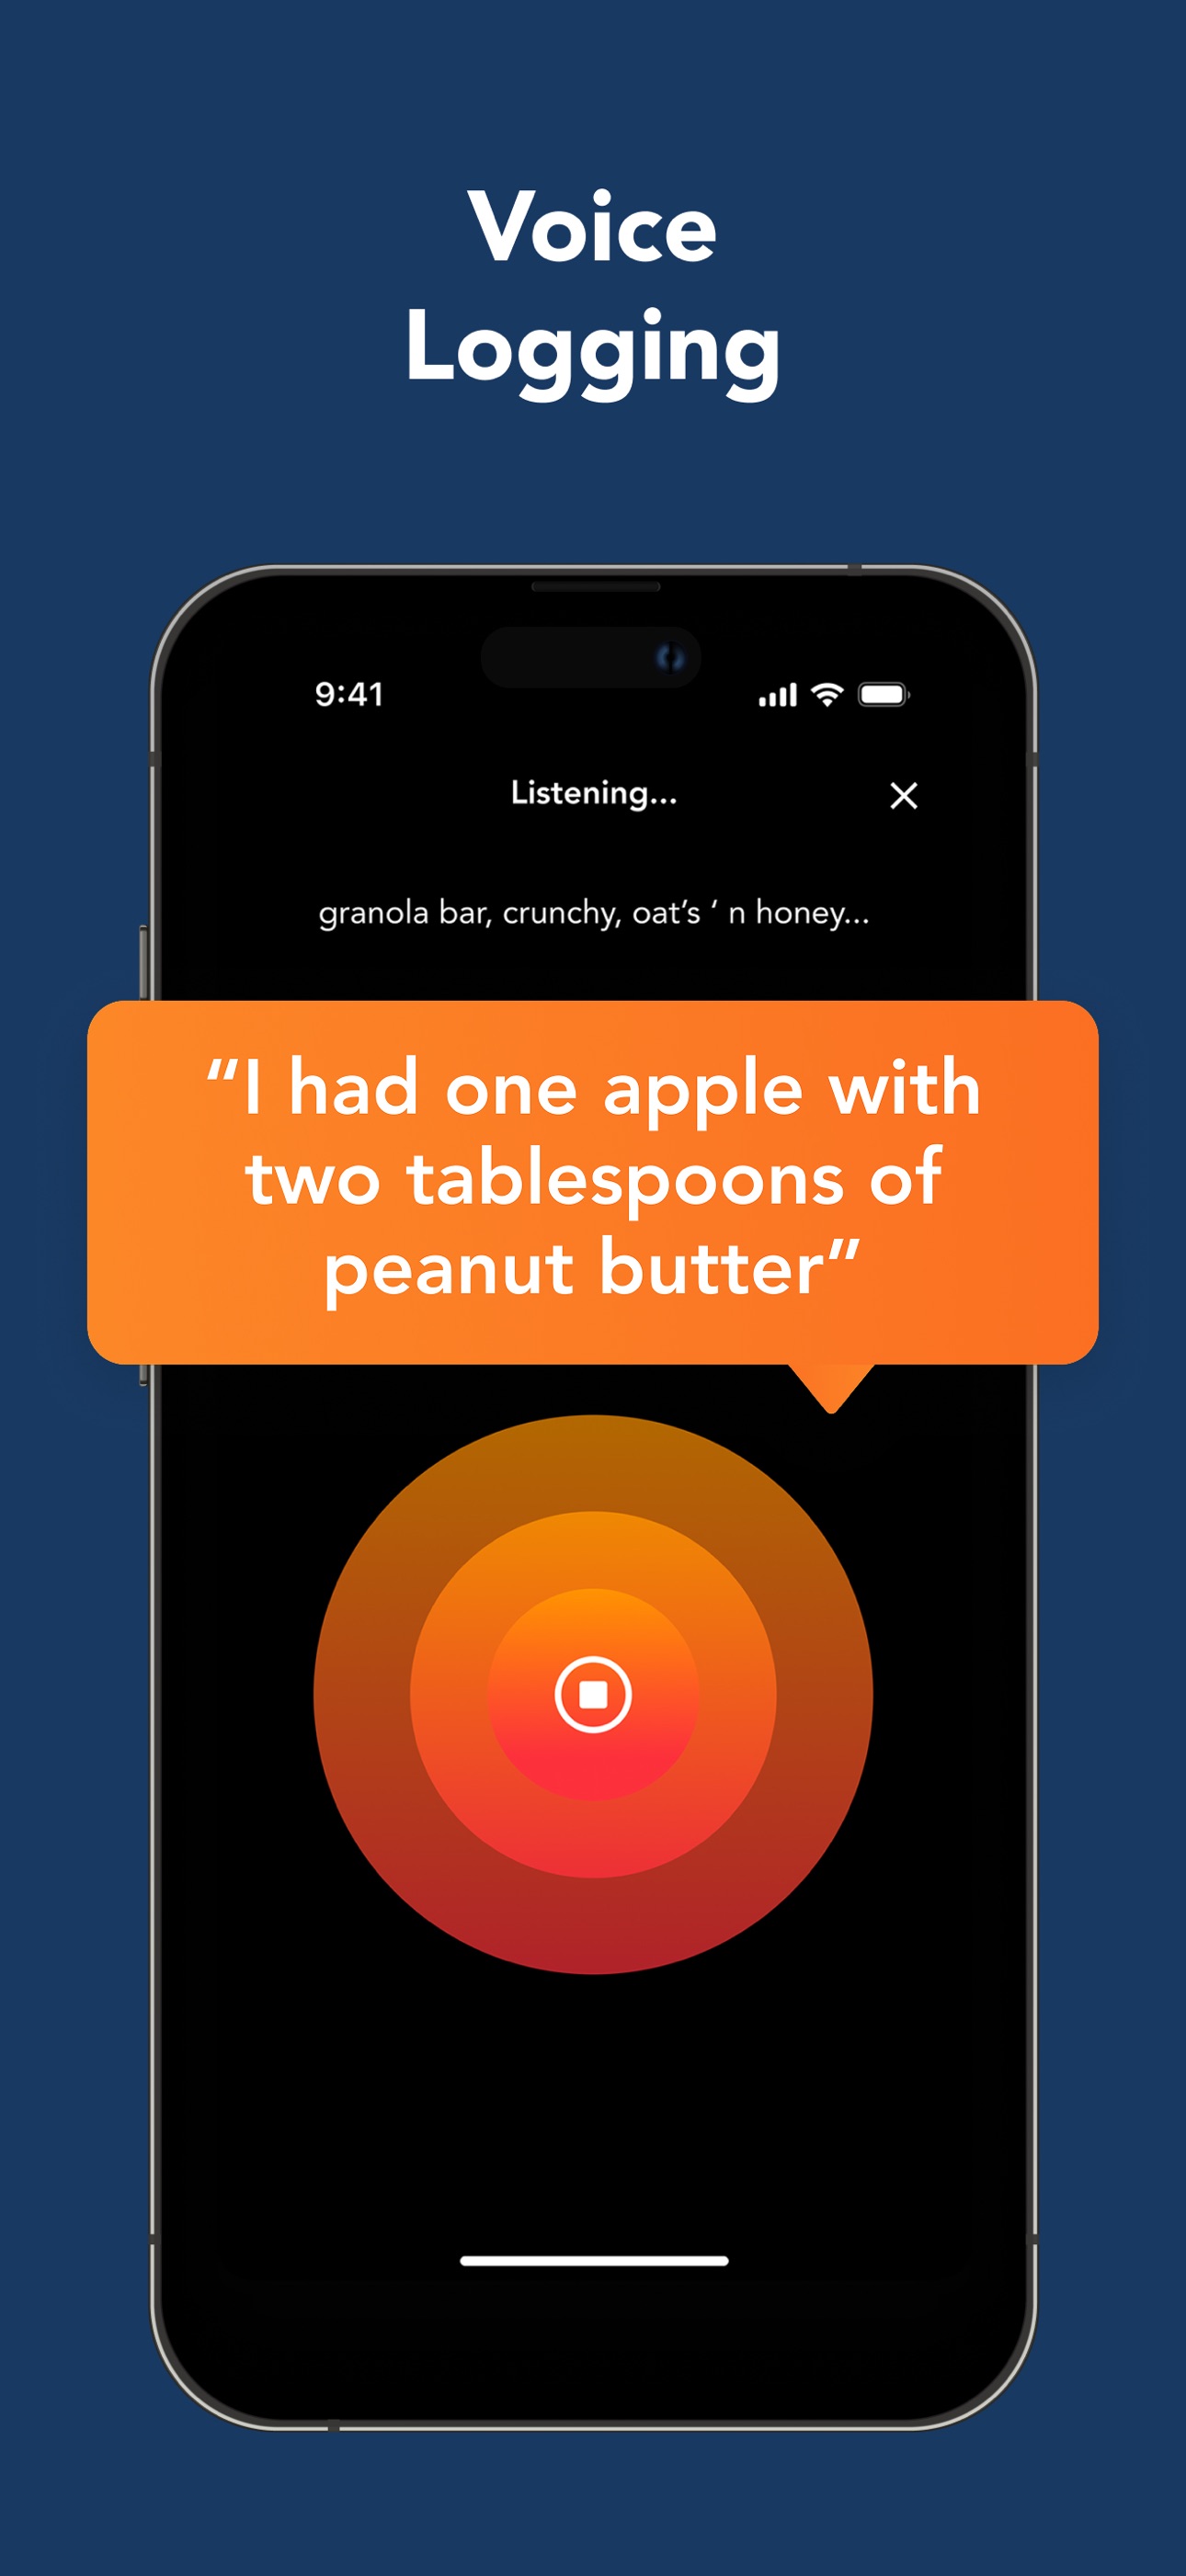 Voice
Logging
9:41
Listening...
granola bar, crunchy, oat’s ‘ n honey...
“I had one apple with
two tablespoons of
peanut butter”